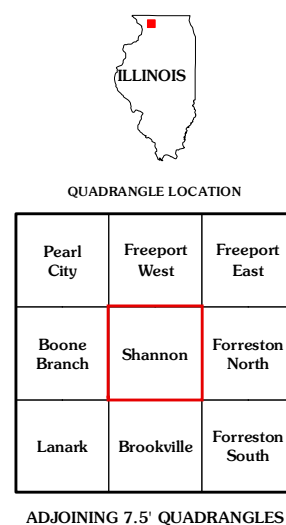 ILLINOIS
QUADRANGLE LOCATION
Pearl
City
Freeport
West
Freeport
East
Boone
Branch
Shannon
Forreston
North
Lanark
Brookville
Forreston
South
ADJOINING 7.5' QUADRANGLES